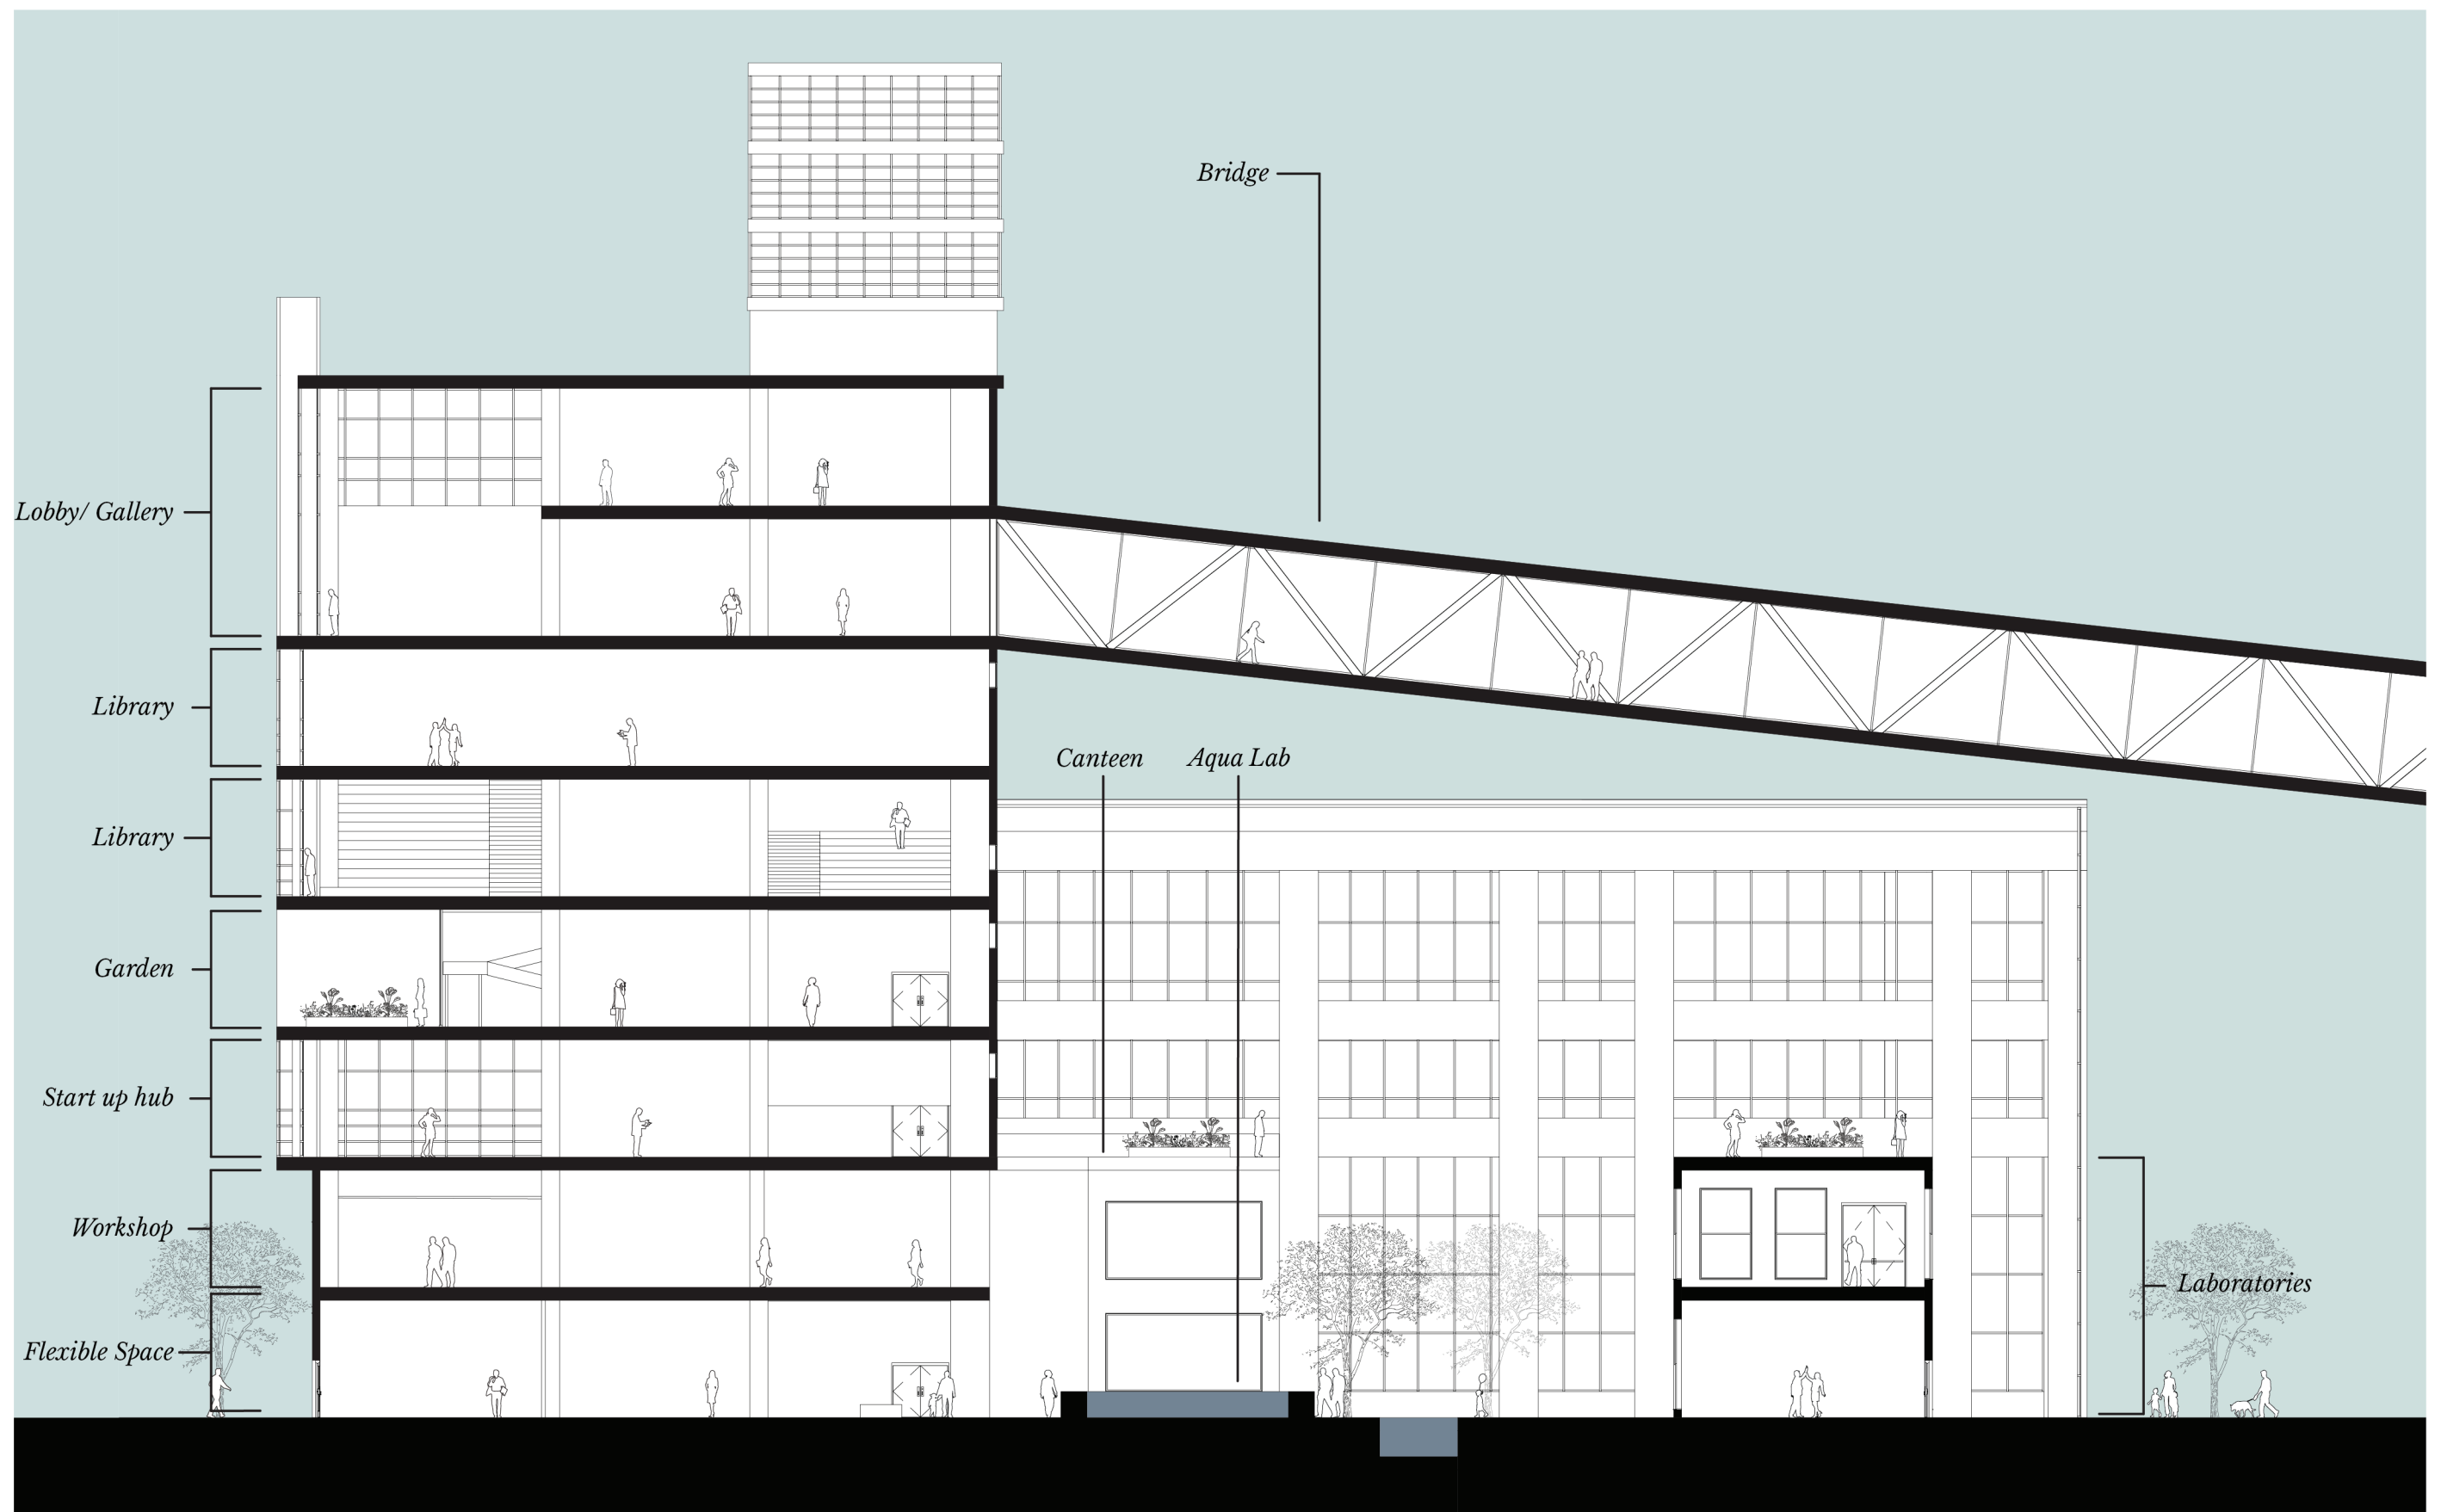 Bridge
Lobby/ Gallery
Library
Canteen
Aqua Lab
Library
Garden
Start up hub
Workshop
Laboratories
Flexible Space